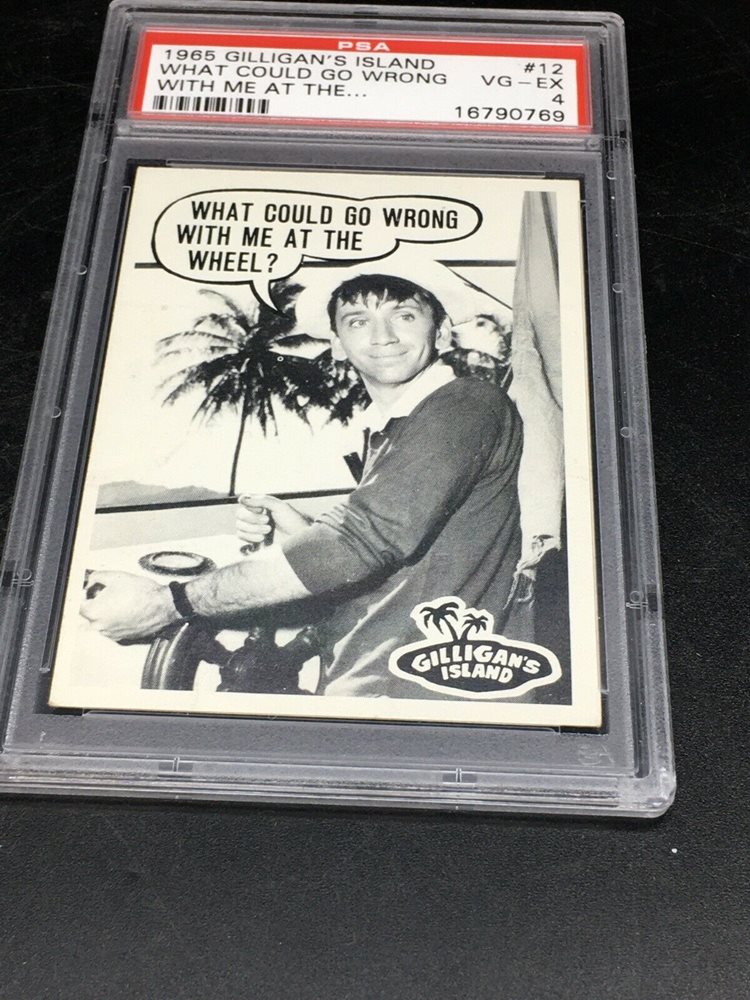 PSA
1965 GILLIGAN'S ISLAND #12
WHAT COULD GO WRONG VG-EX
WITH ME AT THE... 4
16790769
WHAT COULD GO WRONG
WITH ME AT THE
WHEEL?
GILLIGAN'S
ISLAND